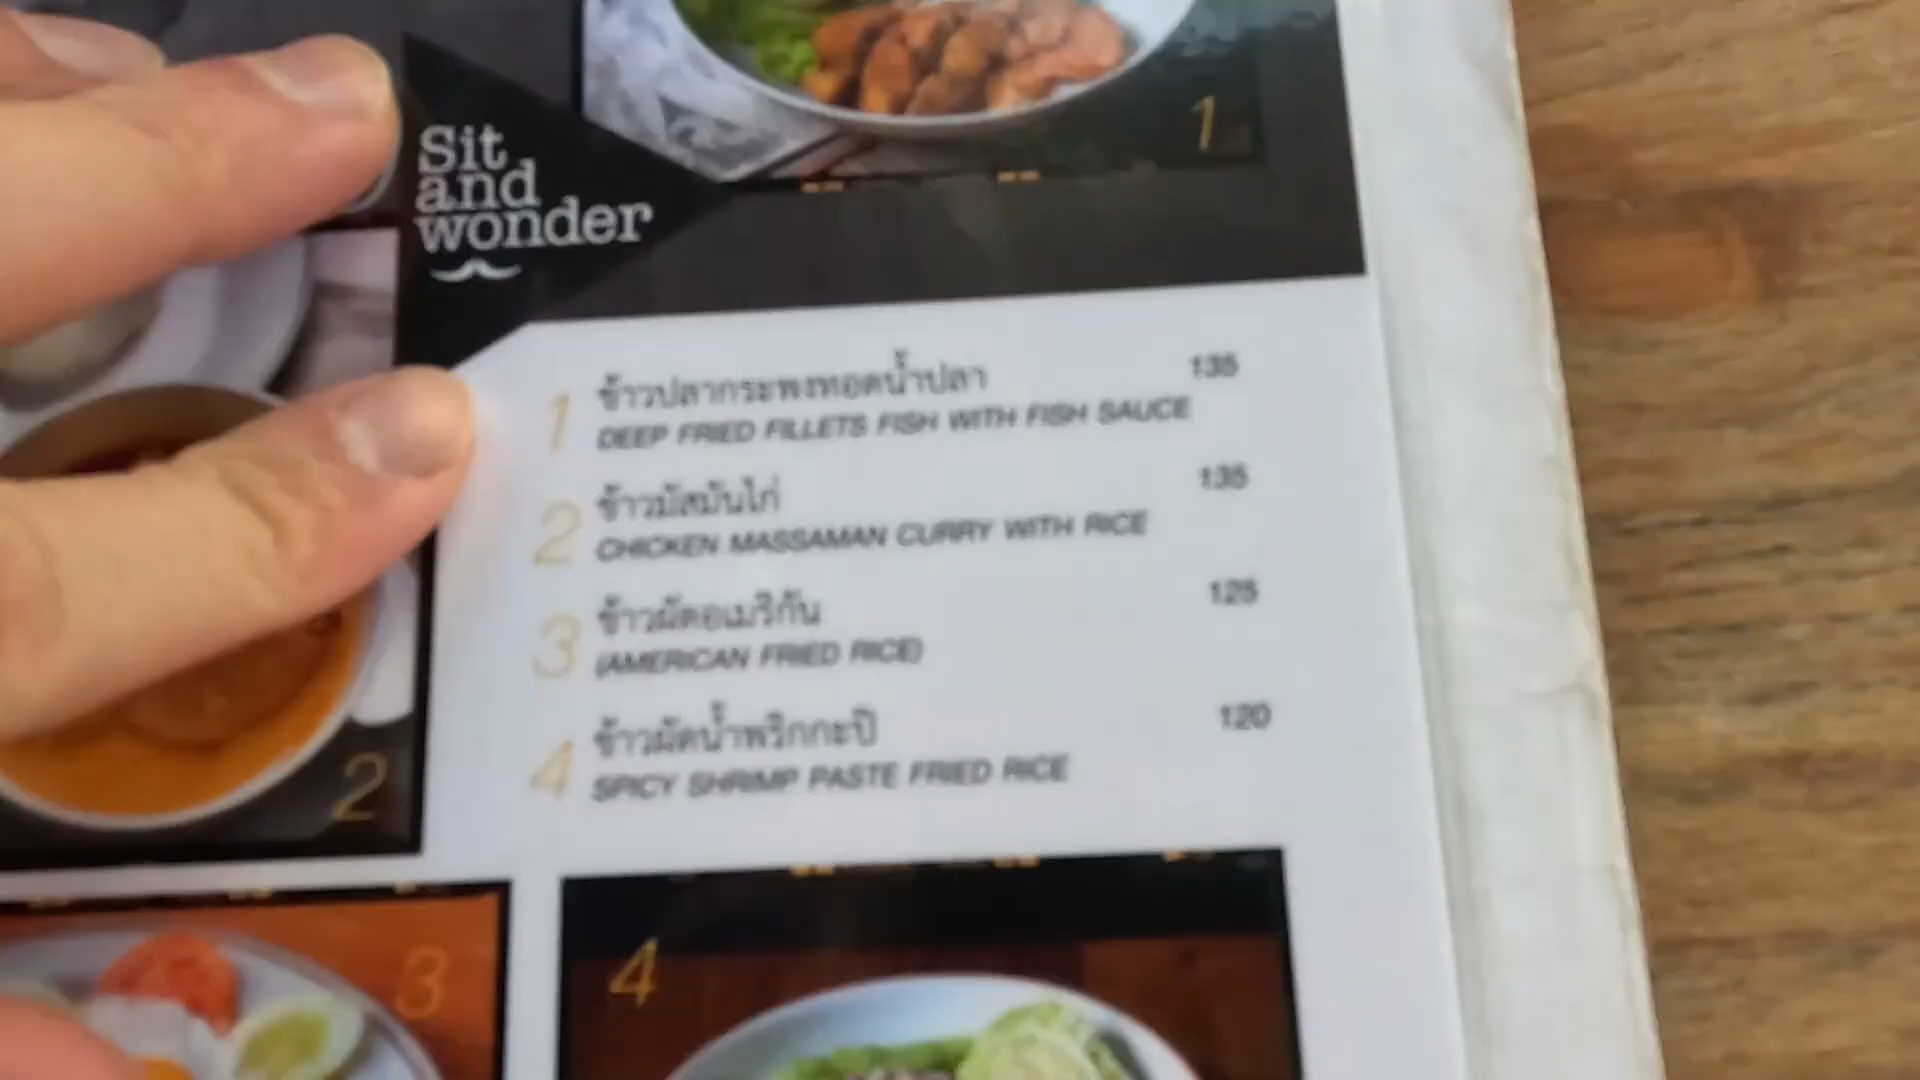 Sit
and
wonder
1
1 ข้าวปลากระพงทอดน้ำปลา 135
DEEP FRIED FILLETS FISH WITH FISH SAUCE
2 ข้าวมัสมั่นไก่ 135
CHICKEN MASSAMAN CURRY WITH RICE
3 ข้าวผัดอเมริกัน 125
(AMERICAN FRIED RICE)
4 ข้าวผัดน้ำพริกกะปิ 120
SPICY SHRIMP PASTE FRIED RICE
2
3
4